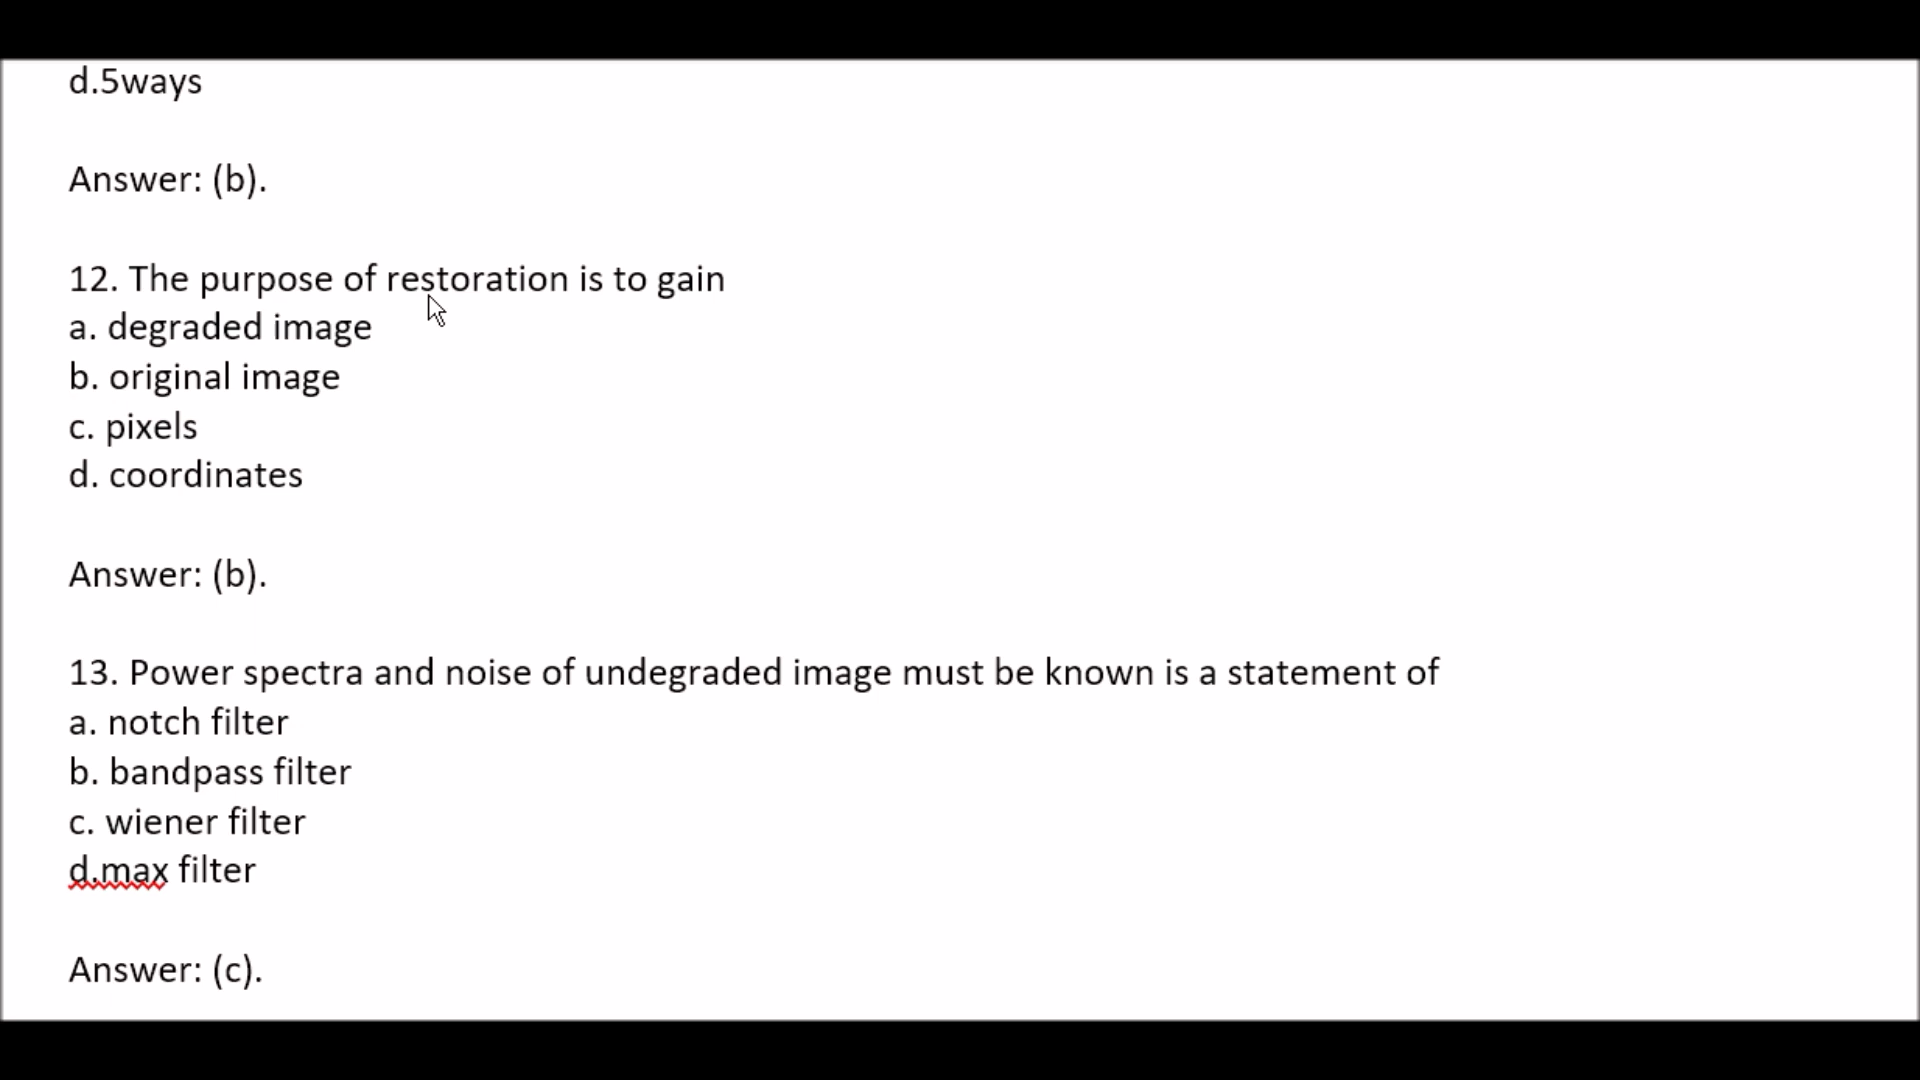 d.5ways
Answer: (b).
12. The purpose of restoration is to gain
a. degraded image
b. original image
c. pixels
d. coordinates
Answer: (b).
13. Power spectra and noise of undegraded image must be known is a statement of
a. notch filter
b. bandpass filter
c. wiener filter
d.max filter
Answer: (c).